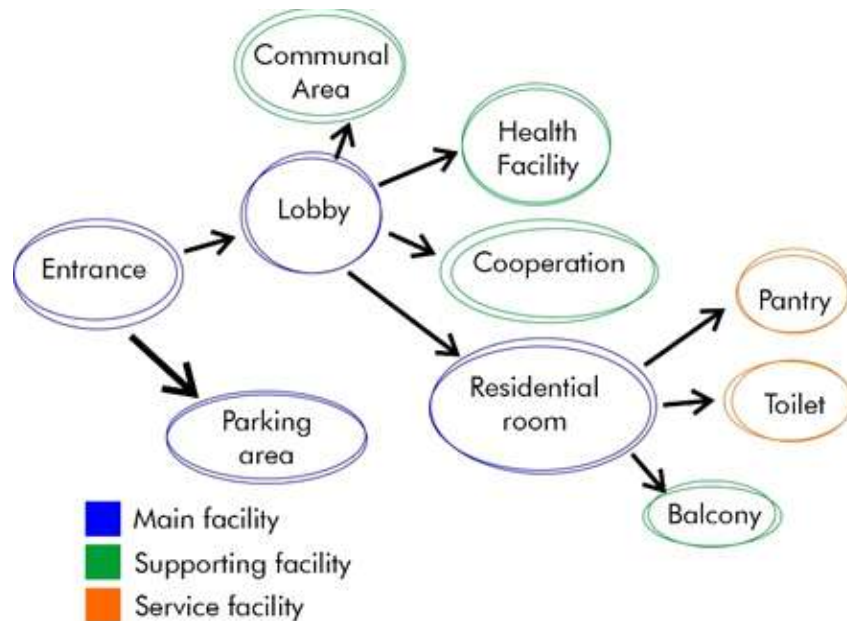 Communal
Area
Health
Facility
Lobby
Entrance
Cooperation
Pantry
Residential
room
Toilet
Parking
area
Balcony
Main facility
Supporting facility
Service facility